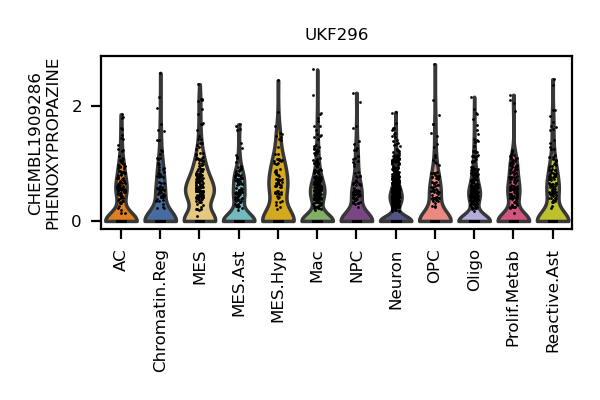 UKF296
CHEMBL1909286
PHENOXYPROPAZINE
2
0
AC
Chromatin.Reg
MES
MES.Ast
MES.Hyp
Mac
NPC
Neuron
OPC
Oligo
Prolif.Metab
Reactive.Ast